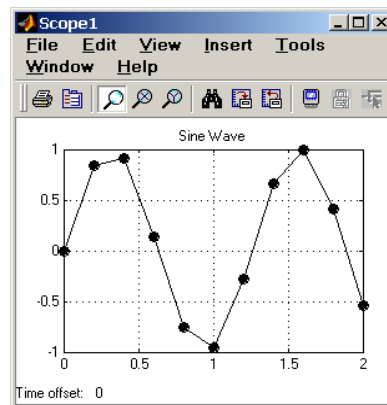 Scope1
File Edit View Insert Tools
Window Help
Sine Wave
1
0.5
0
-0.5
-1
0 0.5 1 1.5 2
Time offset: 0